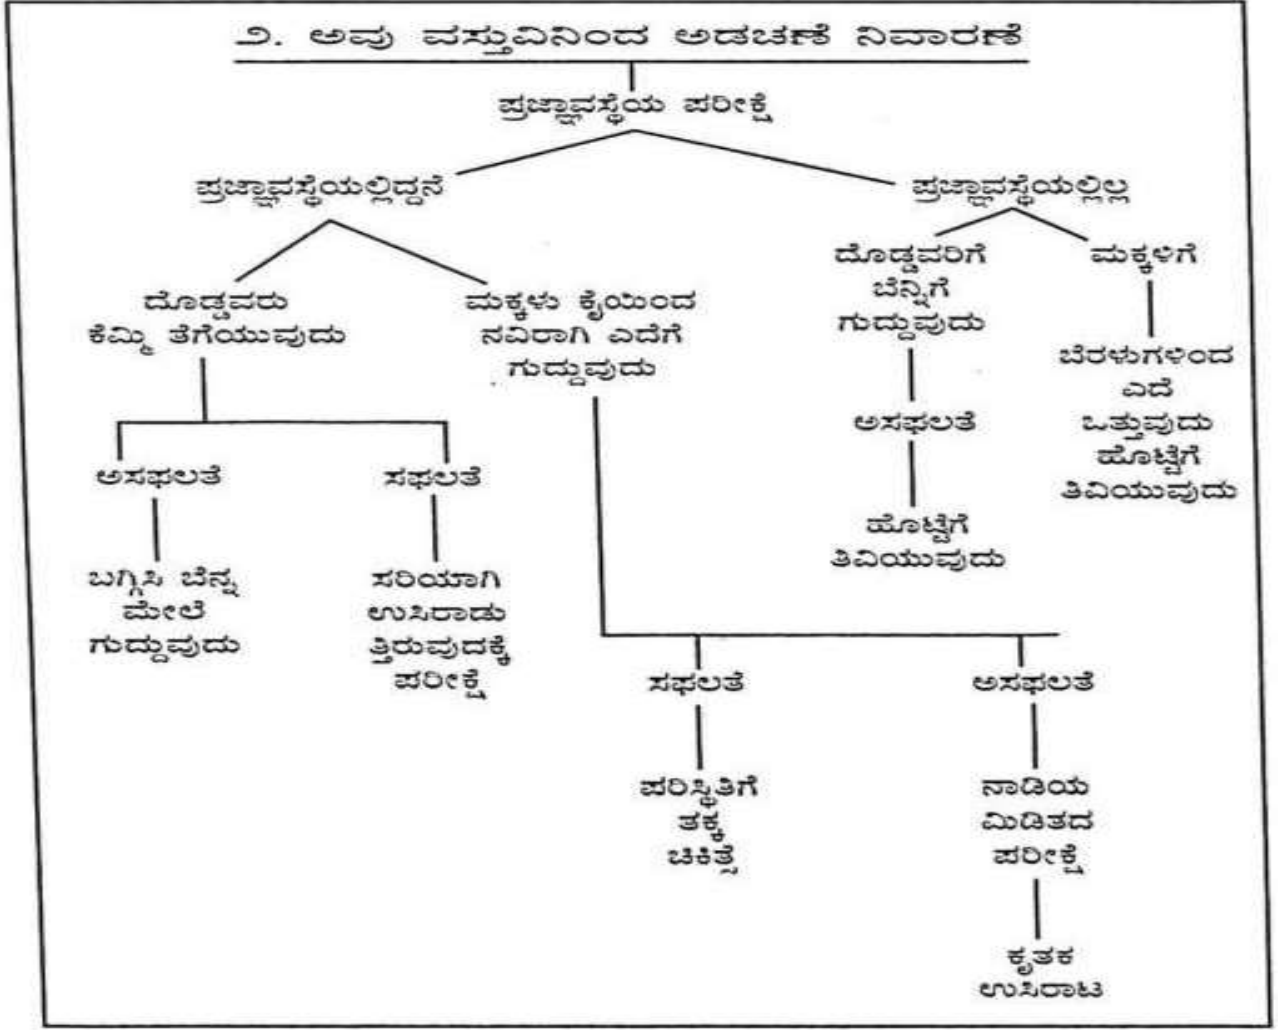 ೨. ಅವು ವಸ್ತುವಿನಿಂದ ಅಡಚಣೆ ನಿವಾರಣೆ
ಪ್ರಜ್ಞಾವಸ್ಥೆಯ ಪರೀಕ್ಷೆ
ಪ್ರಜ್ಞಾವಸ್ಥೆಯಲ್ಲಿದ್ದನೆ
ಪ್ರಜ್ಞಾವಸ್ಥೆಯಲ್ಲಿಲ್ಲ
ದೊಡ್ಡವರು
ಕೆಮ್ಮಿ ತೆಗೆಯುವುದು
ಮಕ್ಕಳು ಕೈಯಿಂದ
ನವಿರಾಗಿ ಎದೆಗೆ
ಗುದ್ದುವುದು
ದೊಡ್ಡವರಿಗೆ
ಬೆನ್ನಿಗೆ
ಗುದ್ದುವುದು
ಮಕ್ಕಳಿಗೆ
ಬೆರಳುಗಳಿಂದ
ಎದೆ
ಒತ್ತುವುದು
ಹೊಟ್ಟೆಗೆ
ತಿವಿಯುವುದು
ಅಸಫಲತೆ
ಹೊಟ್ಟೆಗೆ
ತಿವಿಯುವುದು
ಅಸಫಲತೆ
ಸಫಲತೆ
ಬಗ್ಗಿಸಿ ಬೆನ್ನ
ಮೇಲೆ
ಗುದ್ದುವುದು
ಸರಿಯಾಗಿ
ಉಸಿರಾಡು
ತ್ತಿರುವುದಕ್ಕೆ
ಪರೀಕ್ಷೆ
ಸಫಲತೆ
ಅಸಫಲತೆ
ಪರಿಸ್ಥಿತಿಗೆ
ತಕ್ಕ
ಚಿಕಿತ್ಸೆ
ನಾಡಿಯ
ಮಿಡಿತದ
ಪರೀಕ್ಷೆ
ಕೃತಕ
ಉಸಿರಾಟ